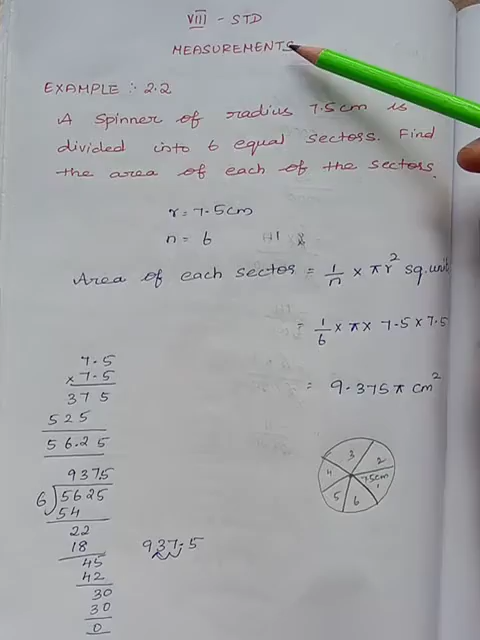 VIII - STD
MEASUREMENTS
EXAMPLE :- 2.2
A spinner of radius 7.5cm is
divided into 6 equal sectors. Find
the area of each of the sectors.
r = 7.5cm
n = 6
Area of each sector = 1/n × πr² sq.unit
= 1/6 × π × 7.5 × 7.5
= 9.375π cm²
7.5
× 7.5
375
525
56.25
9375
6)5625
54
22
18
45
42
30
30
0
937.5
3
2
4
7.5cm
1
5
6